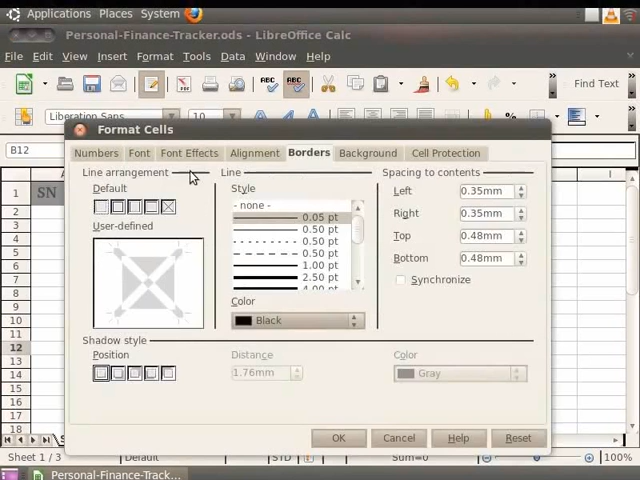 Applications Places System
Personal-Finance-Tracker.ods - LibreOffice Calc
File Edit View Insert Format Tools Data Window Help
ABC ABC Find Text
Liberation Sans 10 A A A %
B12
Format Cells
Numbers Font Font Effects Alignment Borders Background Cell Protection
Line arrangement Line Spacing to contents
Default Style Left 0.35mm
- none -
0.05 pt Right 0.35mm
User-defined 0.50 pt
0.50 pt Top 0.48mm
0.50 pt
1.00 pt Bottom 0.48mm
2.50 pt
4.00 pt Synchronize
Color
Black
Shadow style
Position Distance Color
1.76mm Gray
OK Cancel Help Reset
I
1 SN
2
3
4
5
6
7
8
9
10
11
12
13
14
15
16
17
18
Sheet 1 / 3 Default STD Sum=0 100%
Personal-Finance-Track...